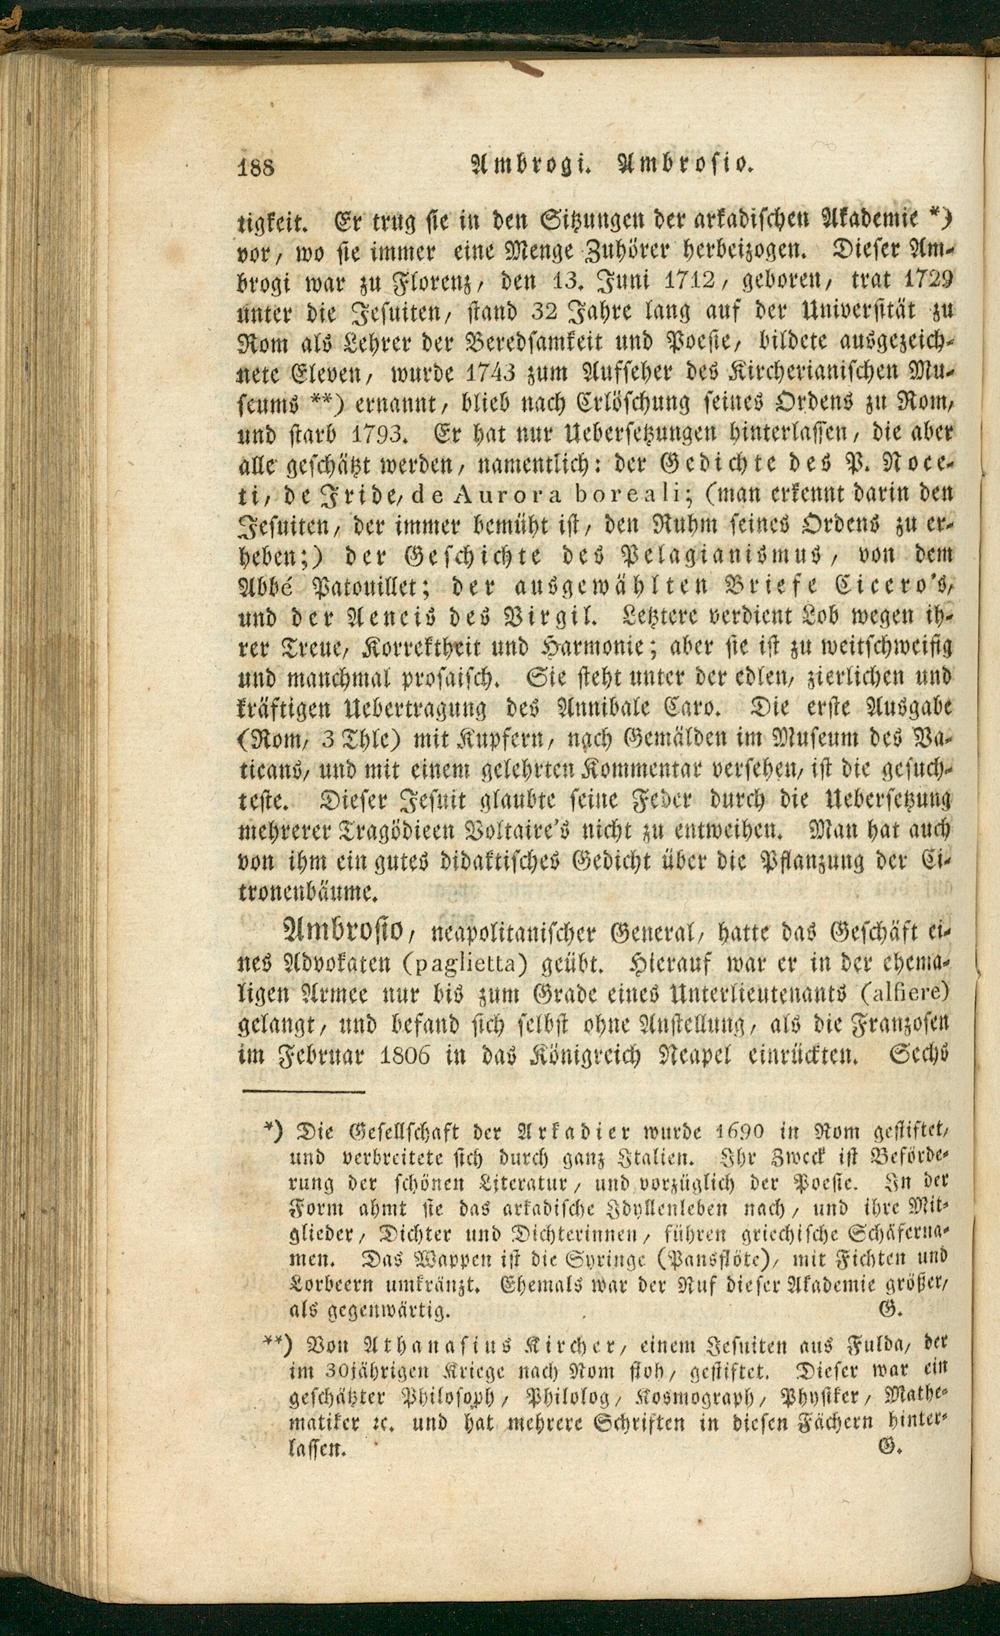 188 Ambrogi. Ambrosio.
tigkeit. Er trug sie in den Sitzungen der arkadischen Akademie *)
vor, wo sie immer eine Menge Zuhörer herbeizogen. Dieser Am-
brogi war zu Florenz, den 13. Juni 1712, geboren, trat 1729
unter die Jesuiten, stand 32 Jahre lang auf der Universität zu
Rom als Lehrer der Beredsamkeit und Poesie, bildete ausgezeich-
nete Eleven, wurde 1743 zum Aufseher des Kircherianischen Mu-
seums **) ernannt, blieb nach Erlöschung seines Ordens zu Rom,
und starb 1793. Er hat nur Uebersetzungen hinterlassen, die aber
alle geschätzt werden, namentlich: der Gedichte des P. Noce-
ti, de Iride, de Aurora boreali; (man erkennt darin den
Jesuiten, der immer bemüht ist, den Ruhm seines Ordens zu er-
heben;) der Geschichte des Pelagianismus, von dem
Abbé Patouillet; der ausgewählten Briefe Cicero's,
und der Aeneis des Virgil. Letztere verdient Lob wegen ih-
rer Treue, Korrektheit und Harmonie; aber sie ist zu weitschweifig
und manchmal prosaisch. Sie steht unter der edlen, zierlichen und
kräftigen Uebertragung des Annibale Caro. Die erste Ausgabe
(Rom, 3 Thle) mit Kupfern, nach Gemälden im Museum des Va-
ticans, und mit einem gelehrten Kommentar versehen, ist die gesuch-
teste. Dieser Jesuit glaubte seine Feder durch die Uebersetzung
mehrerer Tragödieen Voltaire's nicht zu entweihen. Man hat auch
von ihm ein gutes didaktisches Gedicht über die Pflanzung der Ci-
tronenbäume.
Ambrosio, neapolitanischer General, hatte das Geschäft ei-
nes Advokaten (paglietta) geübt. Hierauf war er in der ehema-
ligen Armee nur bis zum Grade eines Unterlieutenants (alfiere)
gelangt, und befand sich selbst ohne Anstellung, als die Franzosen
im Februar 1806 in das Königreich Neapel einrückten. Sechs
*) Die Gesellschaft der Arkadier wurde 1690 in Rom gestiftet,
und verbreitete sich durch ganz Italien. Ihr Zweck ist Beförde-
rung der schönen Literatur, und vorzüglich der Poesie. In der
Form ahmt sie das arkadische Idyllenleben nach, und ihre Mit-
glieder, Dichter und Dichterinnen, führen griechische Schäferna-
men. Das Wappen ist die Syringe (Pansflöte), mit Fichten und
Lorbeern umkränzt. Ehemals war der Ruf dieser Akademie größer,
als gegenwärtig. G.
**) Von Athanasius Kircher, einem Jesuiten aus Fulda, der
im 30jährigen Kriege nach Rom floh, gestiftet. Dieser war ein
geschätzter Philosoph, Philolog, Kosmograph, Physiker, Mathe-
matiker ꝛc. und hat mehrere Schriften in diesen Fächern hinter-
lassen. G.